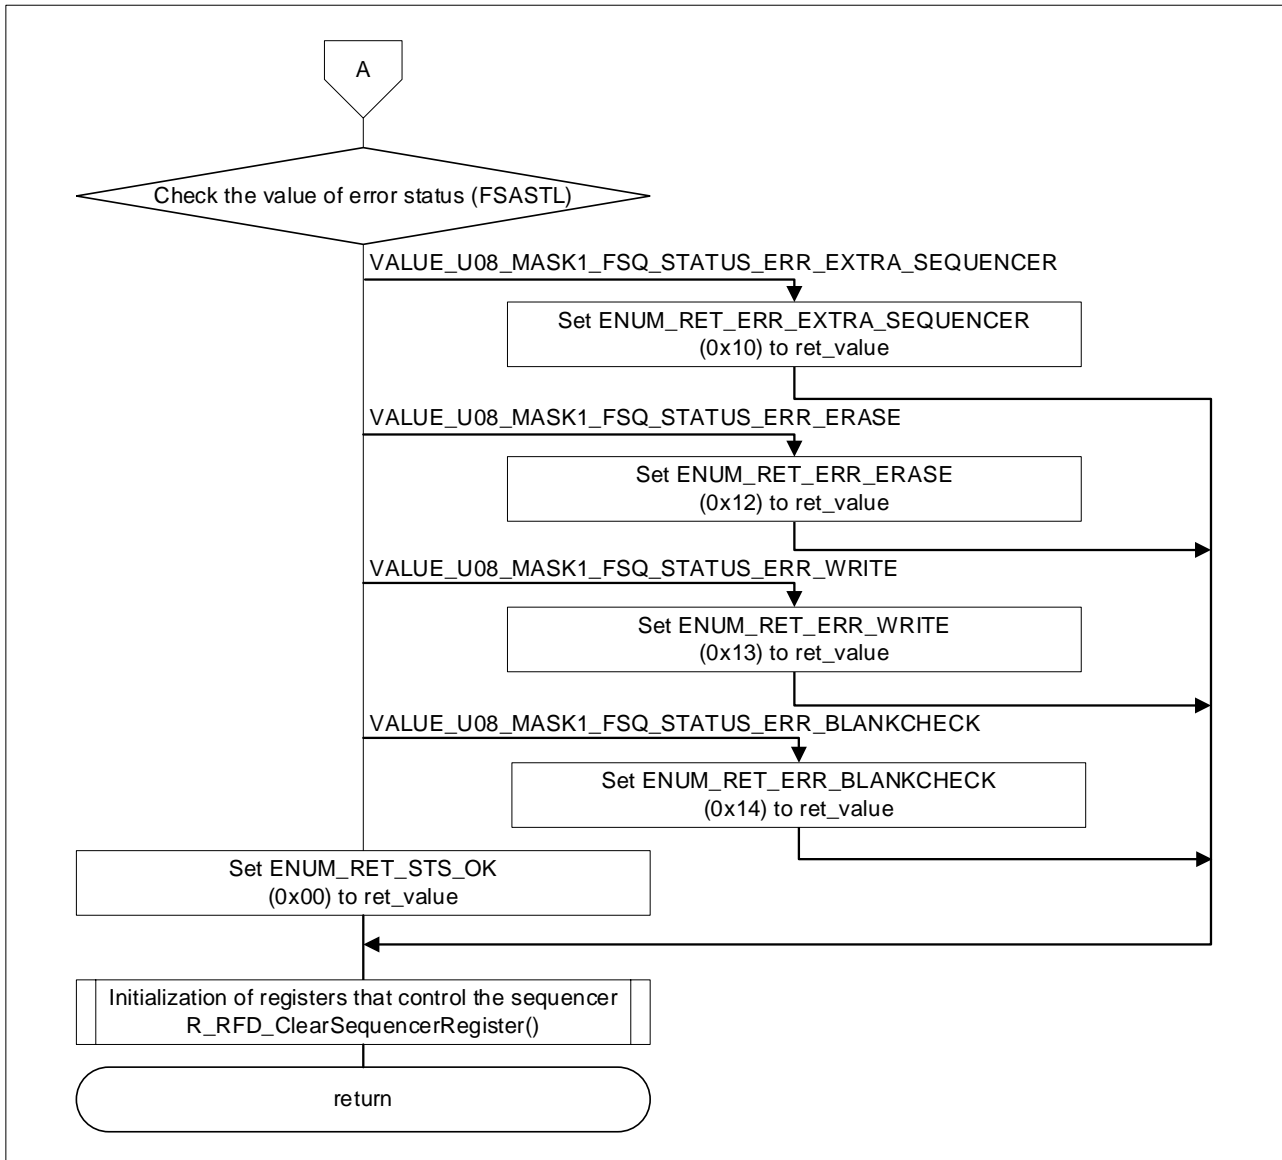 A
Check the value of error status (FSASTL)
VALUE_U08_MASK1_FSQ_STATUS_ERR_EXTRA_SEQUENCER
Set ENUM_RET_ERR_EXTRA_SEQUENCER
(0x10) to ret_value
VALUE_U08_MASK1_FSQ_STATUS_ERR_ERASE
Set ENUM_RET_ERR_ERASE
(0x12) to ret_value
VALUE_U08_MASK1_FSQ_STATUS_ERR_WRITE
Set ENUM_RET_ERR_WRITE
(0x13) to ret_value
VALUE_U08_MASK1_FSQ_STATUS_ERR_BLANKCHECK
Set ENUM_RET_ERR_BLANKCHECK
(0x14) to ret_value
Set ENUM_RET_STS_OK
(0x00) to ret_value
Initialization of registers that control the sequencer
R_RFD_ClearSequencerRegister()
return